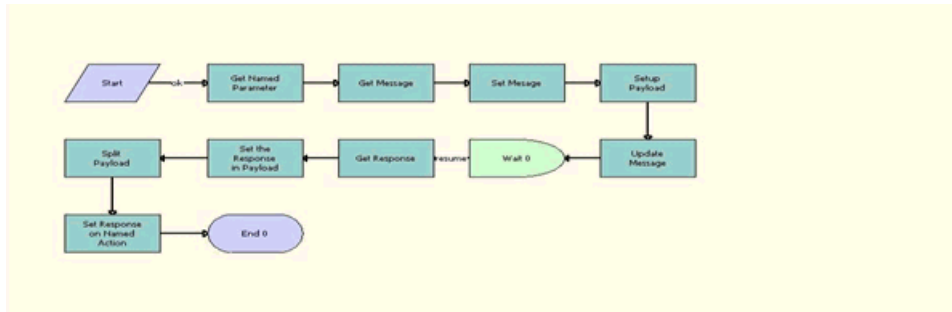 Start
ok
Get Named
Parameter
Get Message
Set Mesage
Setup
Payload
Split
Payload
Set the
Response
in Payload
Get Response
resume
Wait 0
Update
Message
Set Response
on Named
Action
End 0